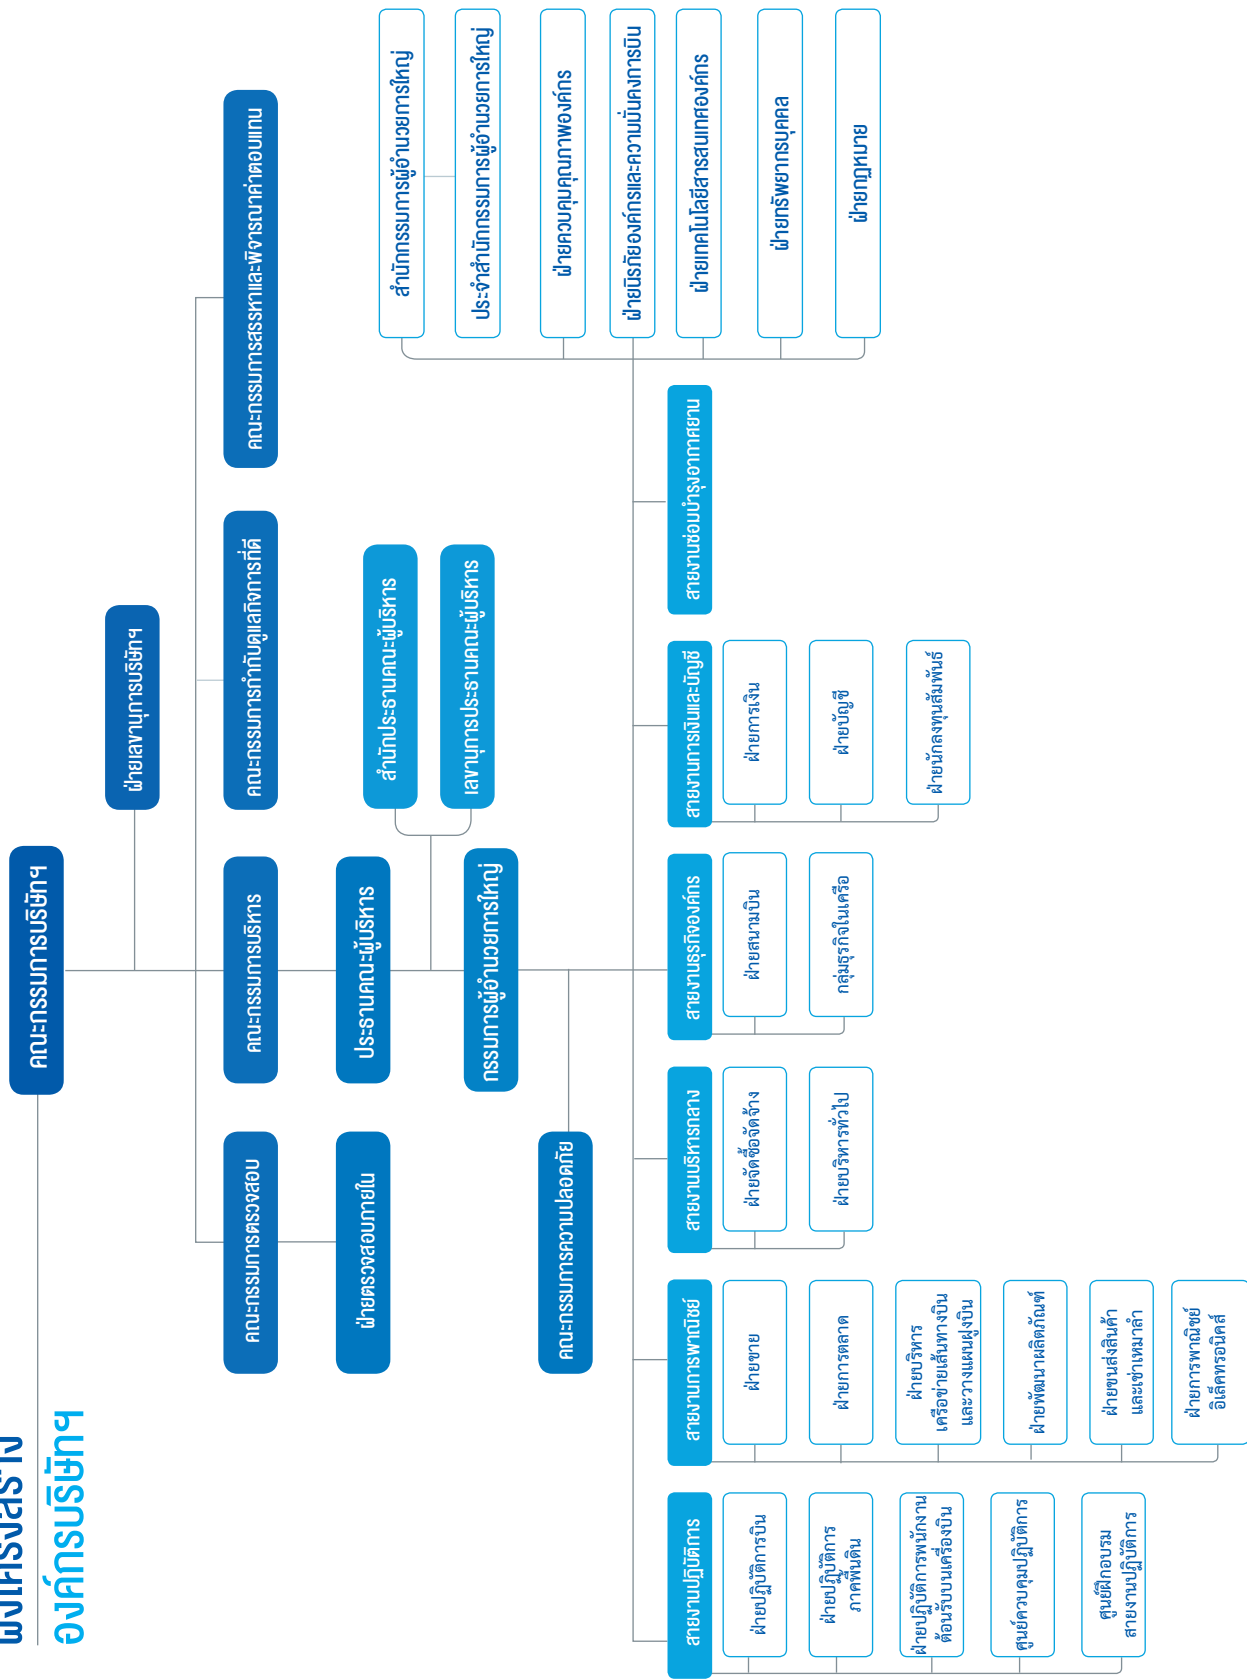 ผังโครงสร้าง
องค์กรบริษัทฯ
คณะกรรมการบริษัทฯ
ฝ่ายเลขานุการบริษัทฯ
คณะกรรมการตรวจสอบ
คณะกรรมการบริหาร
คณะกรรมการกำกับดูแลกิจการที่ดี
คณะกรรมการสรรหาและพิจารณาค่าตอบแทน
ฝ่ายตรวจสอบภายใน
ประธานคณะผู้บริหาร
สำนักประธานคณะผู้บริหาร
เลขานุการประธานคณะผู้บริหาร
กรรมการผู้อำนวยการใหญ่
คณะกรรมการความปลอดภัย
สำนักกรรมการผู้อำนวยการใหญ่
ประจำสำนักกรรมการผู้อำนวยการใหญ่
ฝ่ายควบคุมคุณภาพองค์กร
ฝ่ายนิรภัยองค์กรและความมั่นคงการบิน
ฝ่ายเทคโนโลยีสารสนเทศองค์กร
ฝ่ายทรัพยากรบุคคล
ฝ่ายกฎหมาย
สายงานปฏิบัติการ
ฝ่ายปฏิบัติการบิน
ฝ่ายปฏิบัติการ
ภาคพื้นดิน
ฝ่ายปฏิบัติการพนักงาน
ต้อนรับบนเครื่องบิน
ศูนย์ควบคุมปฏิบัติการ
ศูนย์ฝึกอบรม
สายงานปฏิบัติการ
สายงานการพาณิชย์
ฝ่ายขาย
ฝ่ายการตลาด
ฝ่ายบริหาร
เครือข่ายเส้นทางบิน
และวางแผนฝูงบิน
ฝ่ายพัฒนาผลิตภัณฑ์
ฝ่ายขนส่งสินค้า
และเช่าเหมาลำ
ฝ่ายการพาณิชย์
อิเล็คทรอนิคส์
สายงานบริหารกลาง
ฝ่ายจัดซื้อจัดจ้าง
ฝ่ายบริหารทั่วไป
สายงานธุรกิจองค์กร
ฝ่ายสนามบิน
กลุ่มธุรกิจในเครือ
สายงานการเงินและบัญชี
ฝ่ายการเงิน
ฝ่ายบัญชี
ฝ่ายนักลงทุนสัมพันธ์
สายงานซ่อมบำรุงอากาศยาน